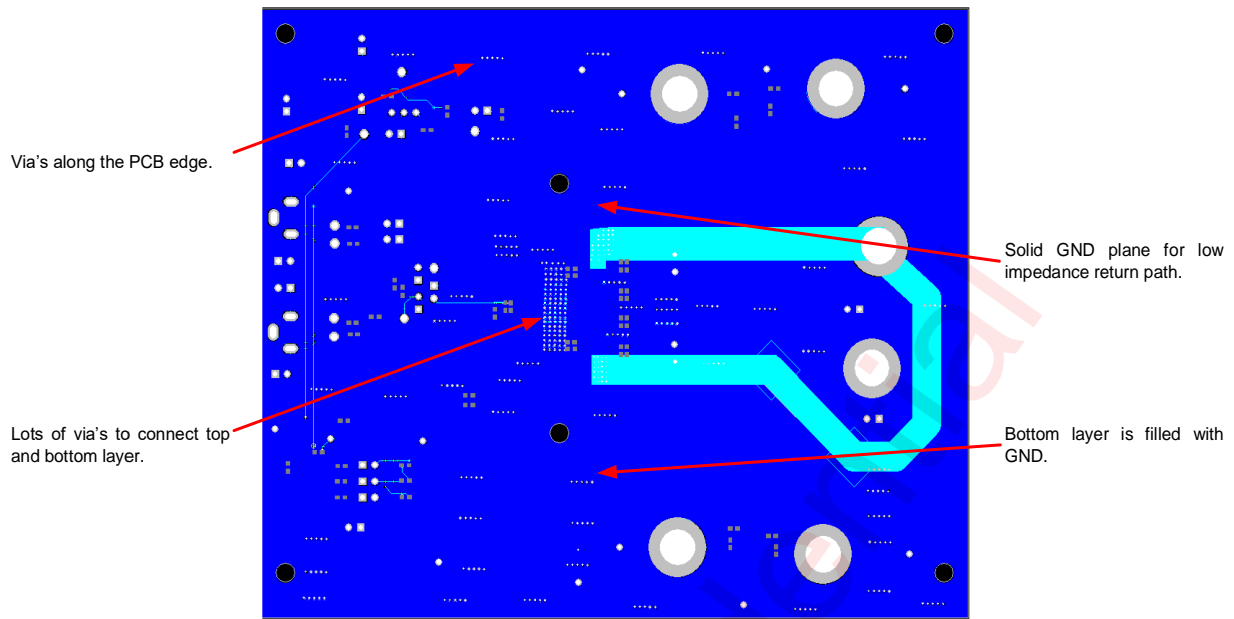 Via's along the PCB edge.
Solid GND plane for low
impedance return path.
Lots of via's to connect top
and bottom layer.
Bottom layer is filled with
GND.